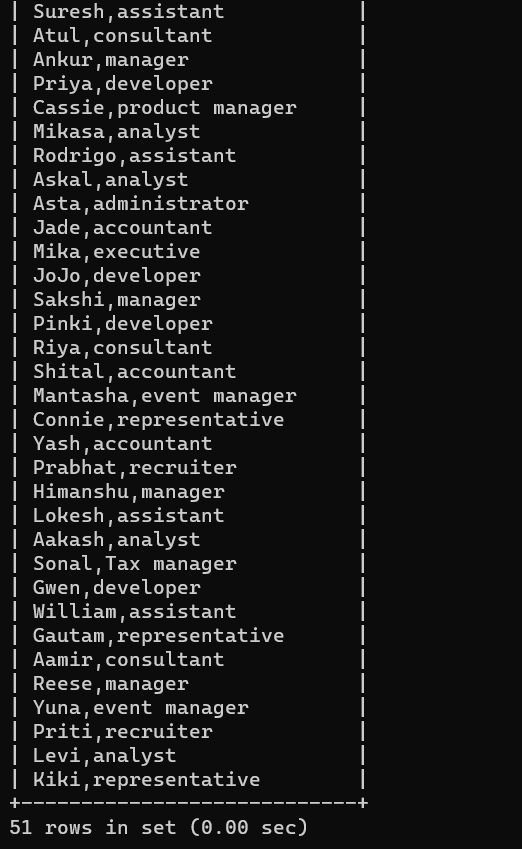 | Suresh,assistant           |
| Atul,consultant            |
| Ankur,manager              |
| Priya,developer            |
| Cassie,product manager     |
| Mikasa,analyst             |
| Rodrigo,assistant          |
| Askal,analyst              |
| Asta,administrator         |
| Jade,accountant            |
| Mika,executive             |
| JoJo,developer             |
| Sakshi,manager             |
| Pinki,developer            |
| Riya,consultant            |
| Shital,accountant          |
| Mantasha,event manager     |
| Connie,representative      |
| Yash,accountant            |
| Prabhat,recruiter          |
| Himanshu,manager           |
| Lokesh,assistant           |
| Aakash,analyst             |
| Sonal,Tax manager          |
| Gwen,developer             |
| William,assistant          |
| Gautam,representative      |
| Aamir,consultant           |
| Reese,manager              |
| Yuna,event manager         |
| Priti,recruiter            |
| Levi,analyst               |
| Kiki,representative        |
+----------------------------+
51 rows in set (0.00 sec)